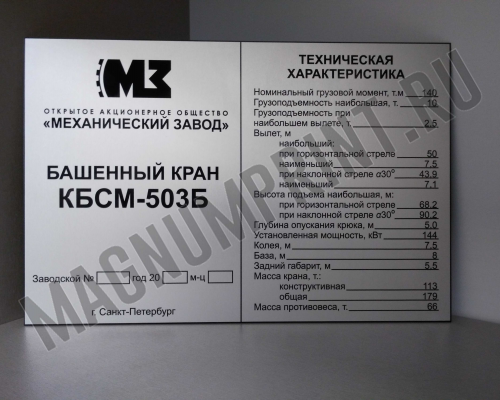 МЗ
ОТКРЫТОЕ АКЦИОНЕРНОЕ ОБЩЕСТВО
«МЕХАНИЧЕСКИЙ ЗАВОД»
БАШЕННЫЙ КРАН
КБСМ-503Б
Заводской № год 20 м-ц
г. Санкт-Петербург
ТЕХНИЧЕСКАЯ
ХАРАКТЕРИСТИКА
Номинальный грузовой момент, т.м 140
Грузоподъемность наибольшая, т. 10
Грузоподъемность при
наибольшем вылете, т. 2.5
Вылет, м
наибольший:
при горизонтальной стреле 50
наименьший 7.5
при наклонной стреле α30° 43.9
наименьший 7.1
Высота подъема наибольшая, м:
при горизонтальной стреле 68.2
при наклонной стреле α30° 90.2
Глубина опускания крюка, м 5.0
Установленная мощность, кВт 144
Колея, м 7.5
База, м 8
Задний габарит, м 5.5
Масса крана, т.:
конструктивная 113
общая 179
Масса противовеса, т. 66
MAGNUMPRINT.RU